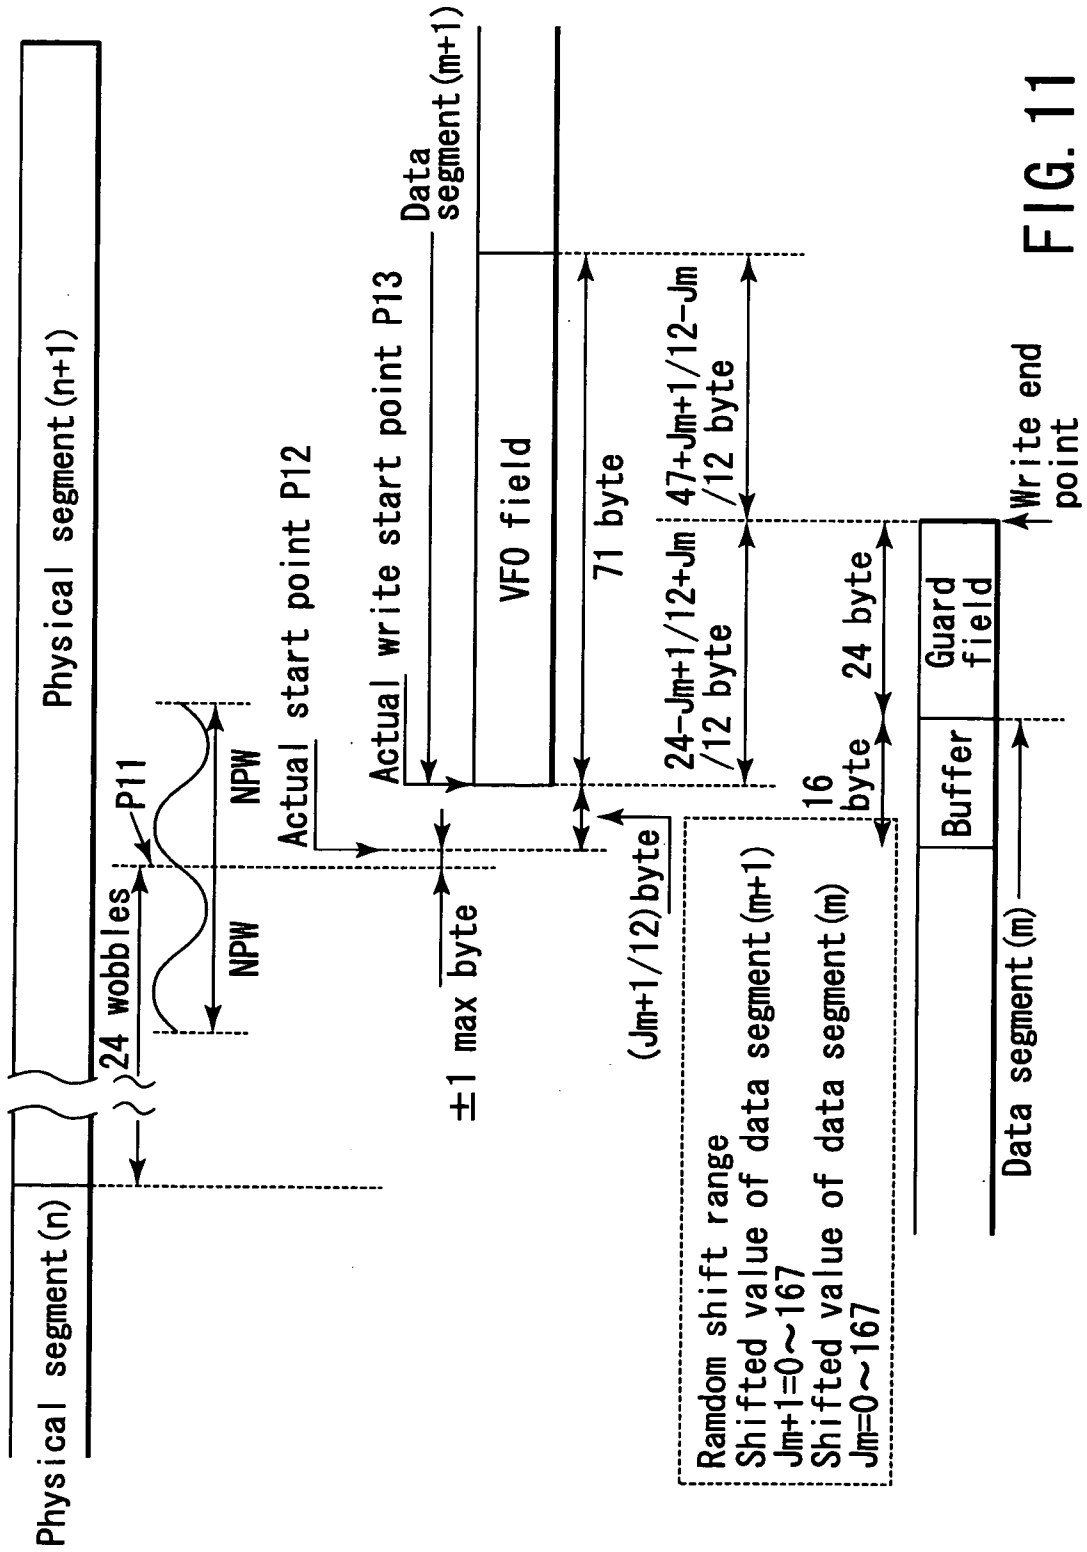 Physical segment(n)
Physical segment(n+1)
24 wobbles
P11
NPW
NPW
Actual start point P12
±1 max byte
Actual write start point P13
Data
segment(m+1)
VFO field
71 byte
(Jm+1/12)byte
24-Jm+1/12+Jm
/12 byte
47+Jm+1/12-Jm
/12 byte
Ramdom shift range
Shifted value of data segment(m+1)
Jm+1=0～167
Shifted value of data segment(m)
Jm=0～167
16
byte
24 byte
Buffer
Guard
field
Data segment(m)
Write end
point
FIG. 11